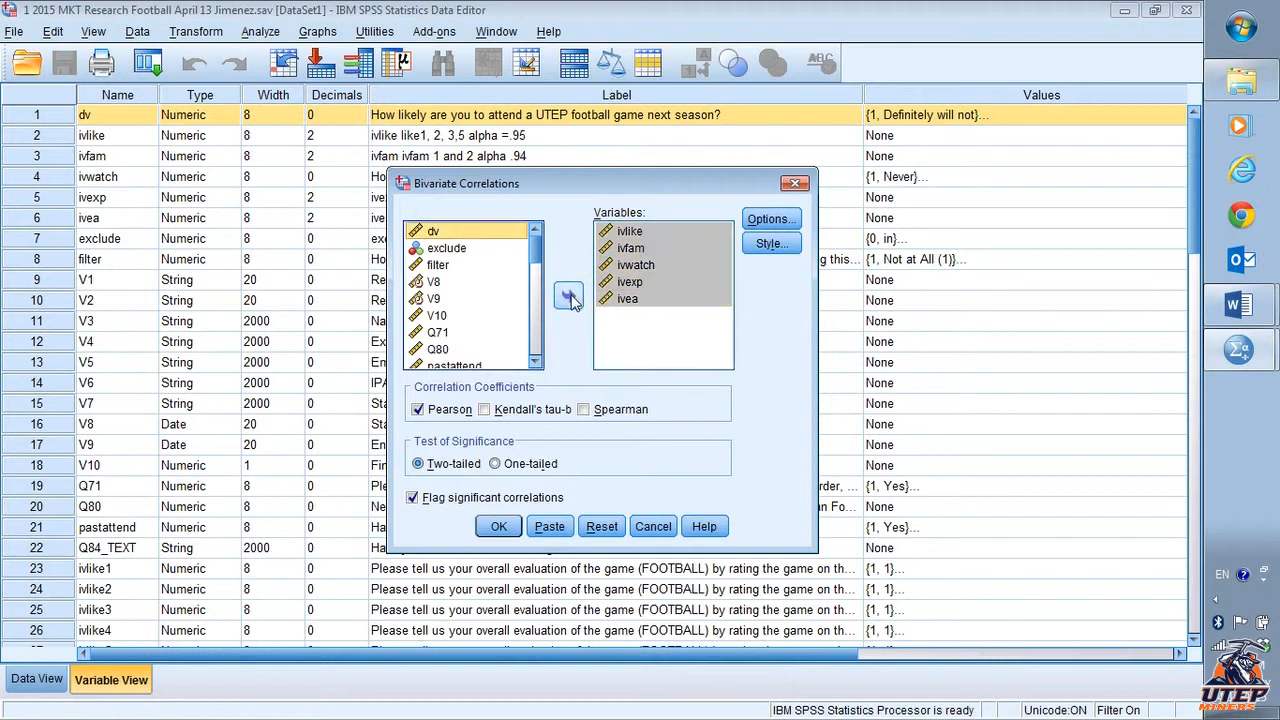 1 2015 MKT Research Football April 13 Jimenez.sav [DataSet1] - IBM SPSS Statistics Data Editor
File Edit View Data Transform Analyze Graphs Utilities Add-ons Window Help
Name Type Width Decimals Label Values
1 dv Numeric 8 0 How likely are you to attend a UTEP football game next season? {1, Definitely will not}...
2 ivlike Numeric 8 2 ivlike like1, 2, 3,5 alpha = .95 None
3 ivfam Numeric 8 2 ivfam ivfam 1 and 2 alpha .94 None
4 ivwatch Numeric 8 0 {1, Never}...
5 ivexp Numeric 8 2 None
6 ivea Numeric 8 2 None
7 exclude Numeric 8 0 {0, in}...
8 filter Numeric 8 0 this... {1, Not at All (1)}...
9 V1 String 20 0 None
10 V2 String 20 0 None
11 V3 String 2000 0 None
12 V4 String 2000 0 None
13 V5 String 2000 0 None
14 V6 String 2000 0 None
15 V7 String 2000 0 None
16 V8 Date 20 0 None
17 V9 Date 20 0 None
18 V10 Numeric 1 0 None
19 Q71 Numeric 8 0 {1, Yes}...
20 Q80 Numeric 8 0 None
21 pastattend Numeric 8 0 {1, Yes}...
22 Q84_TEXT String 2000 0 None
23 ivlike1 Numeric 8 0 Please tell us your overall evaluation of the game (FOOTBALL) by rating the game on th... {1, 1}...
24 ivlike2 Numeric 8 0 Please tell us your overall evaluation of the game (FOOTBALL) by rating the game on th... {1, 1}...
25 ivlike3 Numeric 8 0 Please tell us your overall evaluation of the game (FOOTBALL) by rating the game on th... {1, 1}...
26 ivlike4 Numeric 8 0 Please tell us your overall evaluation of the game (FOOTBALL) by rating the game on th... {1, 1}...
Bivariate Correlations
Variables:
dv
exclude
filter
V8
V9
V10
Q71
Q80
pastattend
ivlike
ivfam
ivwatch
ivexp
ivea
Options...
Style...
Correlation Coefficients
Pearson Kendall's tau-b Spearman
Test of Significance
Two-tailed One-tailed
Flag significant correlations
OK Paste Reset Cancel Help
Data View Variable View
IBM SPSS Statistics Processor is ready Unicode:ON Filter On
EN
UTEP
MINERS